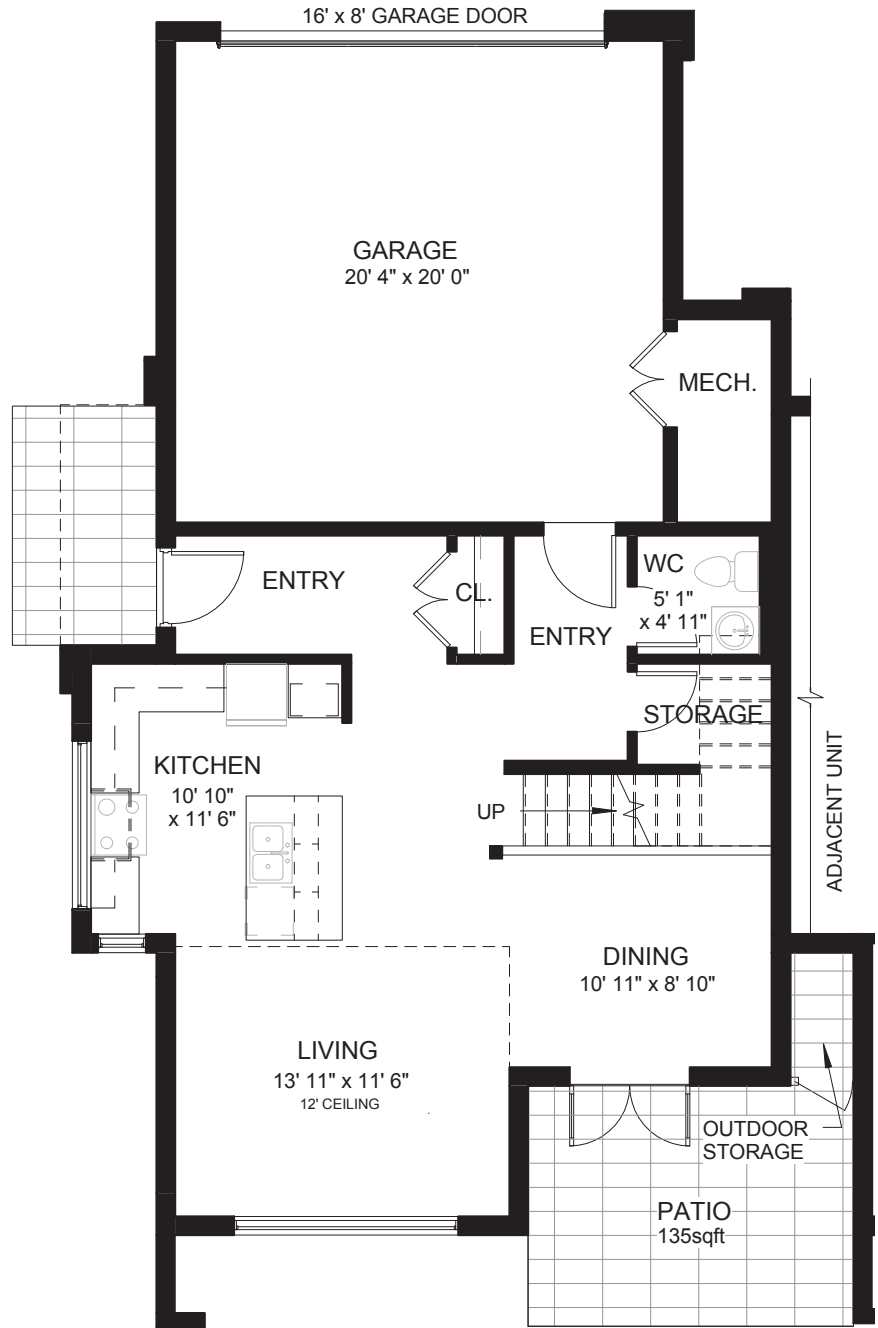 16' x 8' GARAGE DOOR
GARAGE
20' 4" x 20' 0"
MECH.
ENTRY
CL.
WC
5' 1"
x 4' 11"
ENTRY
STORAGE
KITCHEN
10' 10"
x 11' 6"
UP
ADJACENT UNIT
DINING
10' 11" x 8' 10"
LIVING
13' 11" x 11' 6"
12' CEILING
OUTDOOR
STORAGE
PATIO
135sqft